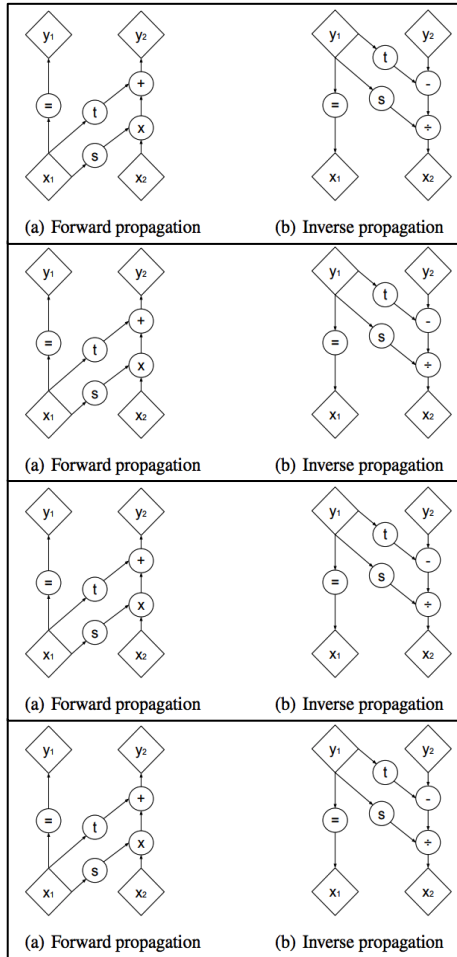 y1 y2 y1 y2
t
+ -
= t = s
s x ÷
x1 x2 x1 x2
(a) Forward propagation (b) Inverse propagation
y1 y2 y1 y2
t
+ -
= t = s
s x ÷
x1 x2 x1 x2
(a) Forward propagation (b) Inverse propagation
y1 y2 y1 y2
t
+ -
= t = s
s x ÷
x1 x2 x1 x2
(a) Forward propagation (b) Inverse propagation
y1 y2 y1 y2
t
+ -
= t = s
s x ÷
x1 x2 x1 x2
(a) Forward propagation (b) Inverse propagation